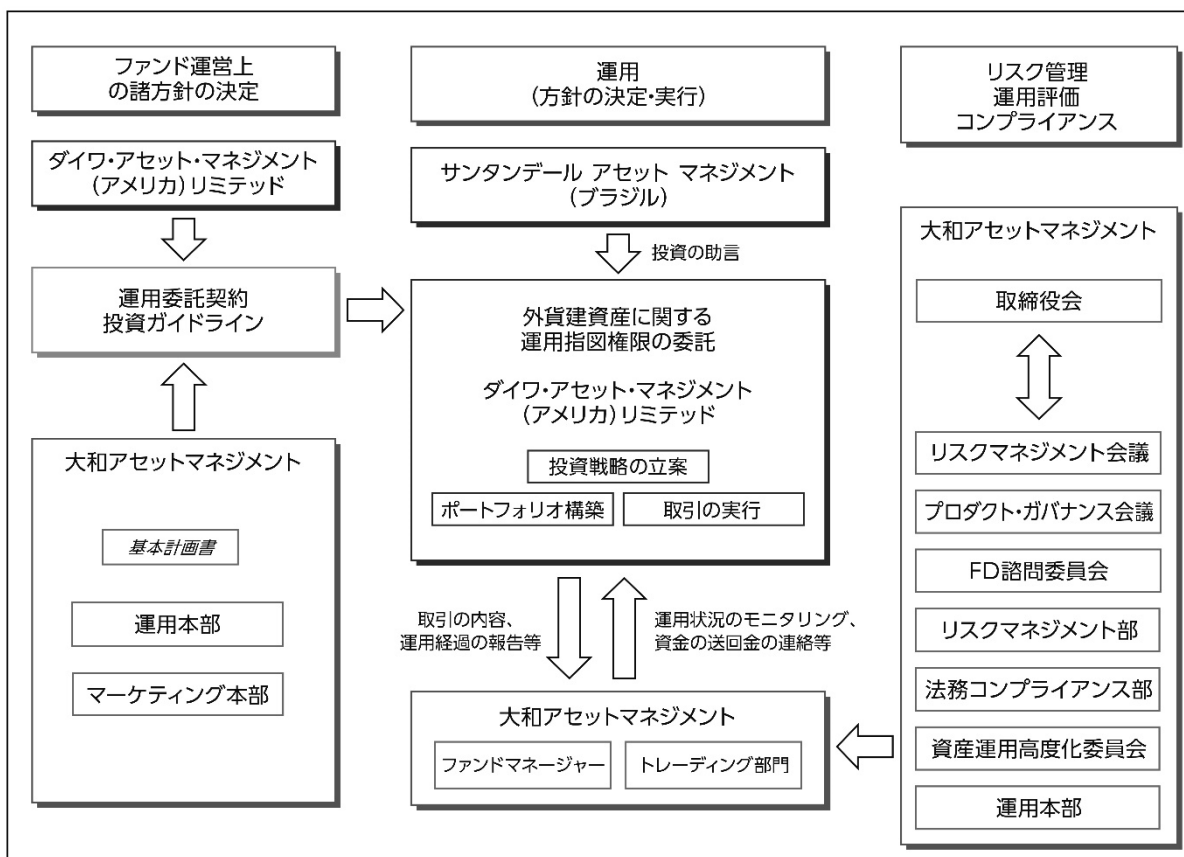 ファンド運営上
の諸方針の決定
ダイワ・アセット・マネジメント
(アメリカ)リミテッド
運用委託契約
投資ガイドライン
大和アセットマネジメント
基本計画書
運用本部
マーケティング本部
運用
(方針の決定・実行)
サンタンデール アセット マネジメント
(ブラジル)
投資の助言
外貨建資産に関する
運用指図権限の委託
ダイワ・アセット・マネジメント
(アメリカ)リミテッド
投資戦略の立案
ポートフォリオ構築
取引の実行
取引の内容、
運用経過の報告等
運用状況のモニタリング、
資金の送回金の連絡等
大和アセットマネジメント
ファンドマネージャー
トレーディング部門
リスク管理
運用評価
コンプライアンス
大和アセットマネジメント
取締役会
リスクマネジメント会議
プロダクト・ガバナンス会議
FD諮問委員会
リスクマネジメント部
法務コンプライアンス部
資産運用高度化委員会
運用本部